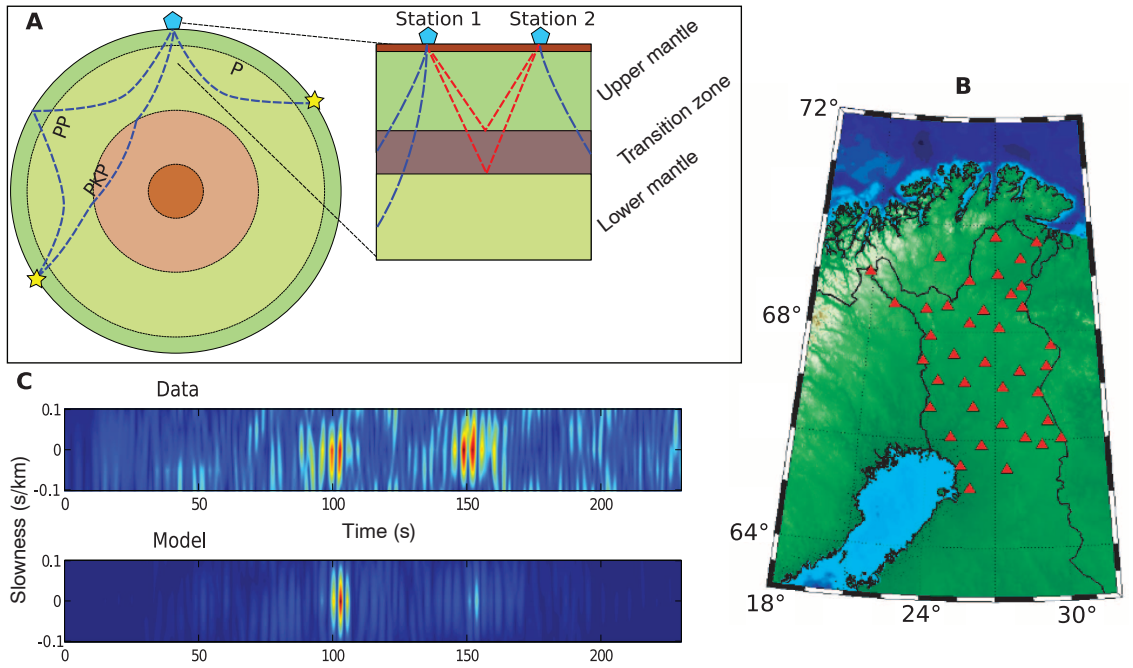 A
P
PP
PKP
Station 1
Station 2
Upper mantle
Transition zone
Lower mantle
B
72°
68°
64°
18°
24°
30°
C
Data
0.1
0
-0.1
0
50
100
150
200
Slowness (s/km)
Time (s)
Model
0.1
0
-0.1
0
50
100
150
200